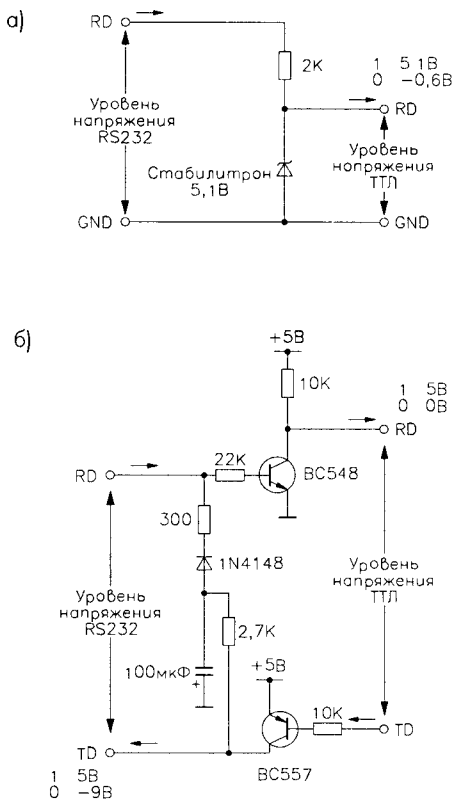 а)
RD
2K
1 5 1В
0 −0,6В
RD
Уровень
напряжения
RS232
Уровень
напряжения
ТТЛ
Стабилитрон
5,1В
GND
GND
б)
+5В
10K
1 5В
0 0В
RD
22K
RD
BC548
300
1N4148
Уровень
напряжения
ТТЛ
Уровень
напряжения
RS232
2,7K
100мкФ
+
+5В
10K
TD
TD
BC557
1 5В
0 −9В